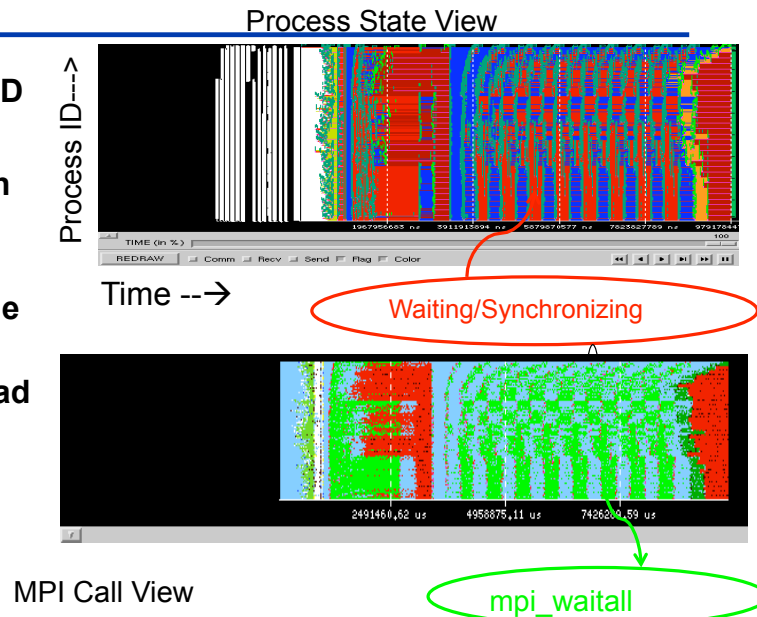 Process State View
D
n
e
ad
Process ID--->
1967956683 ns 3911913894 ns 5879870577 ns 7823827789 ns
TIME (in %) 100
REDRAW Comm Recv Send Flag Color
Time --→
Waiting/Synchronizing
2491460,62 us 4958875,11 us
MPI Call View
mpi_waitall